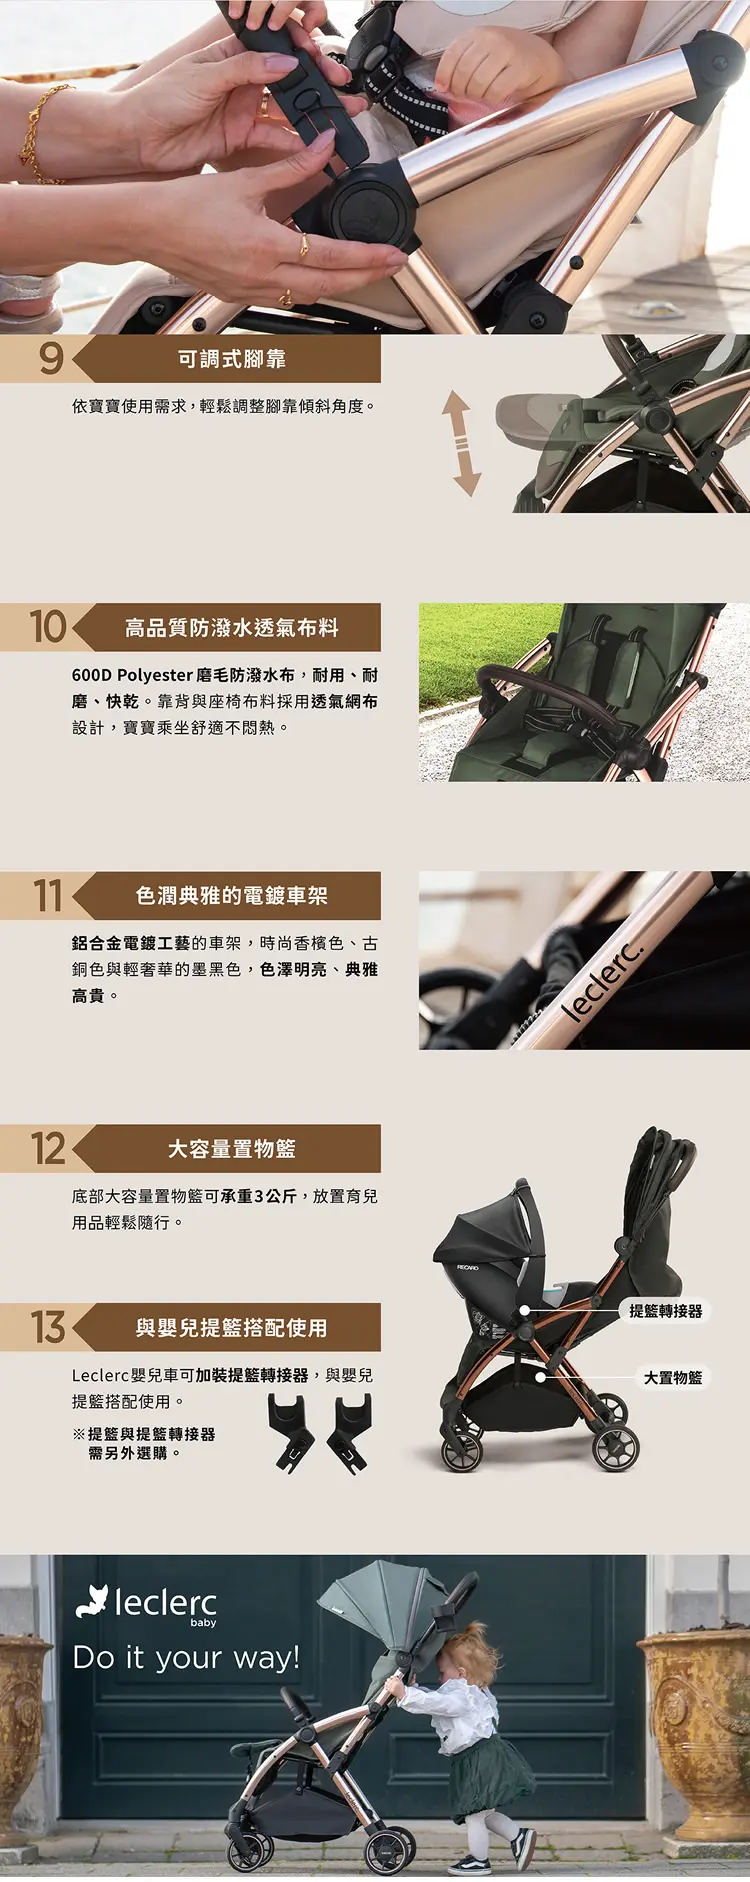 9
可調式腳靠
依寶寶使用需求，輕鬆調整腳靠傾斜角度。
10
高品質防潑水透氣布料
600D Polyester 磨毛防潑水布，耐用、耐
磨、快乾。靠背與座椅布料採用透氣網布
設計，寶寶乘坐舒適不悶熱。
11
色潤典雅的電鍍車架
鋁合金電鍍工藝的車架，時尚香檳色、古
銅色與輕奢華的墨黑色，色澤明亮、典雅
高貴。
leclerc.
12
大容量置物籃
底部大容量置物籃可承重3公斤，放置育兒
用品輕鬆隨行。
RECARO
提籃轉接器
大置物籃
13
與嬰兒提籃搭配使用
Leclerc嬰兒車可加裝提籃轉接器，與嬰兒
提籃搭配使用。
※提籃與提籃轉接器
需另外選購。
leclerc
baby
Do it your way!